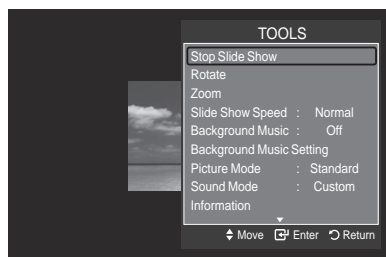 TOOLS
Stop Slide Show
Rotate
Zoom
Slide Show Speed : Normal
Background Music : Off
Background Music Setting
Picture Mode : Standard
Sound Mode : Custom
Information
Move Enter Return